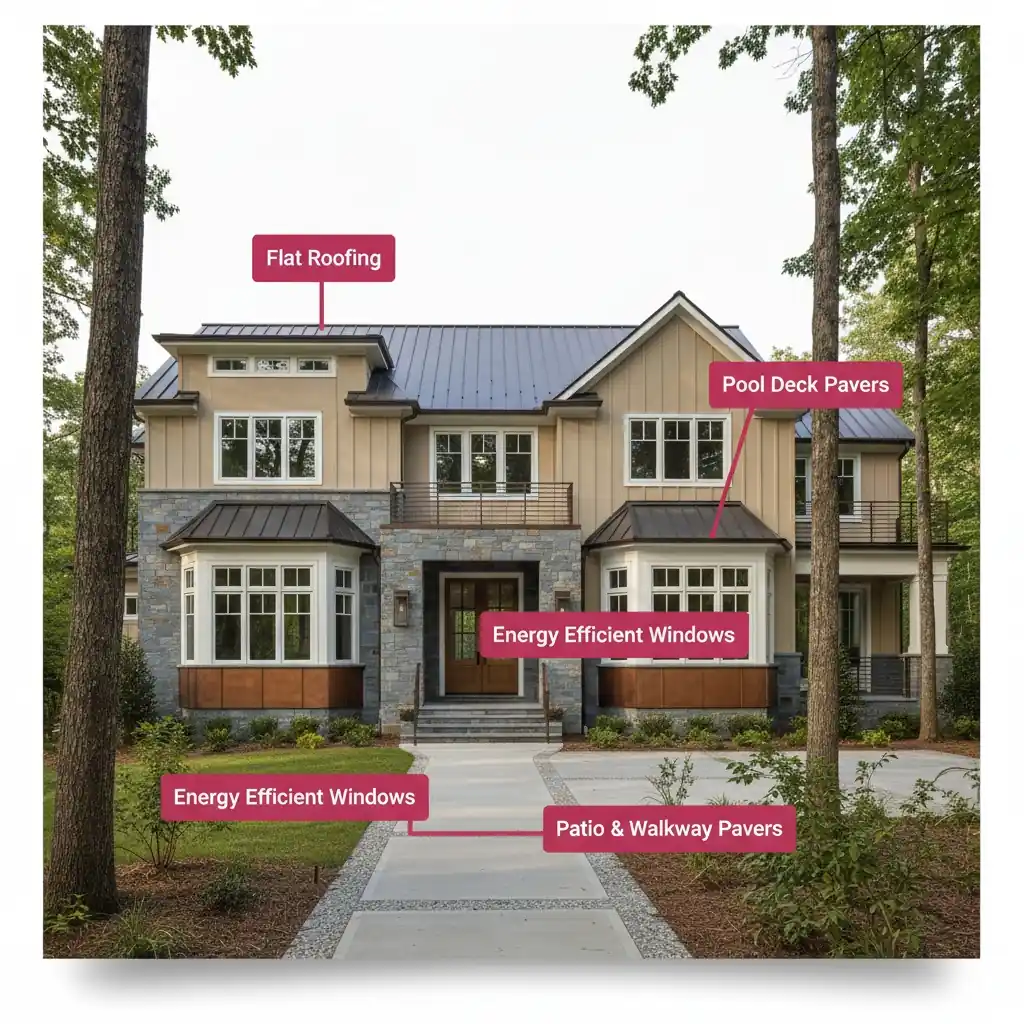 Flat Roofing
Pool Deck Pavers
Energy Efficient Windows
Energy Efficient Windows
Patio & Walkway Pavers